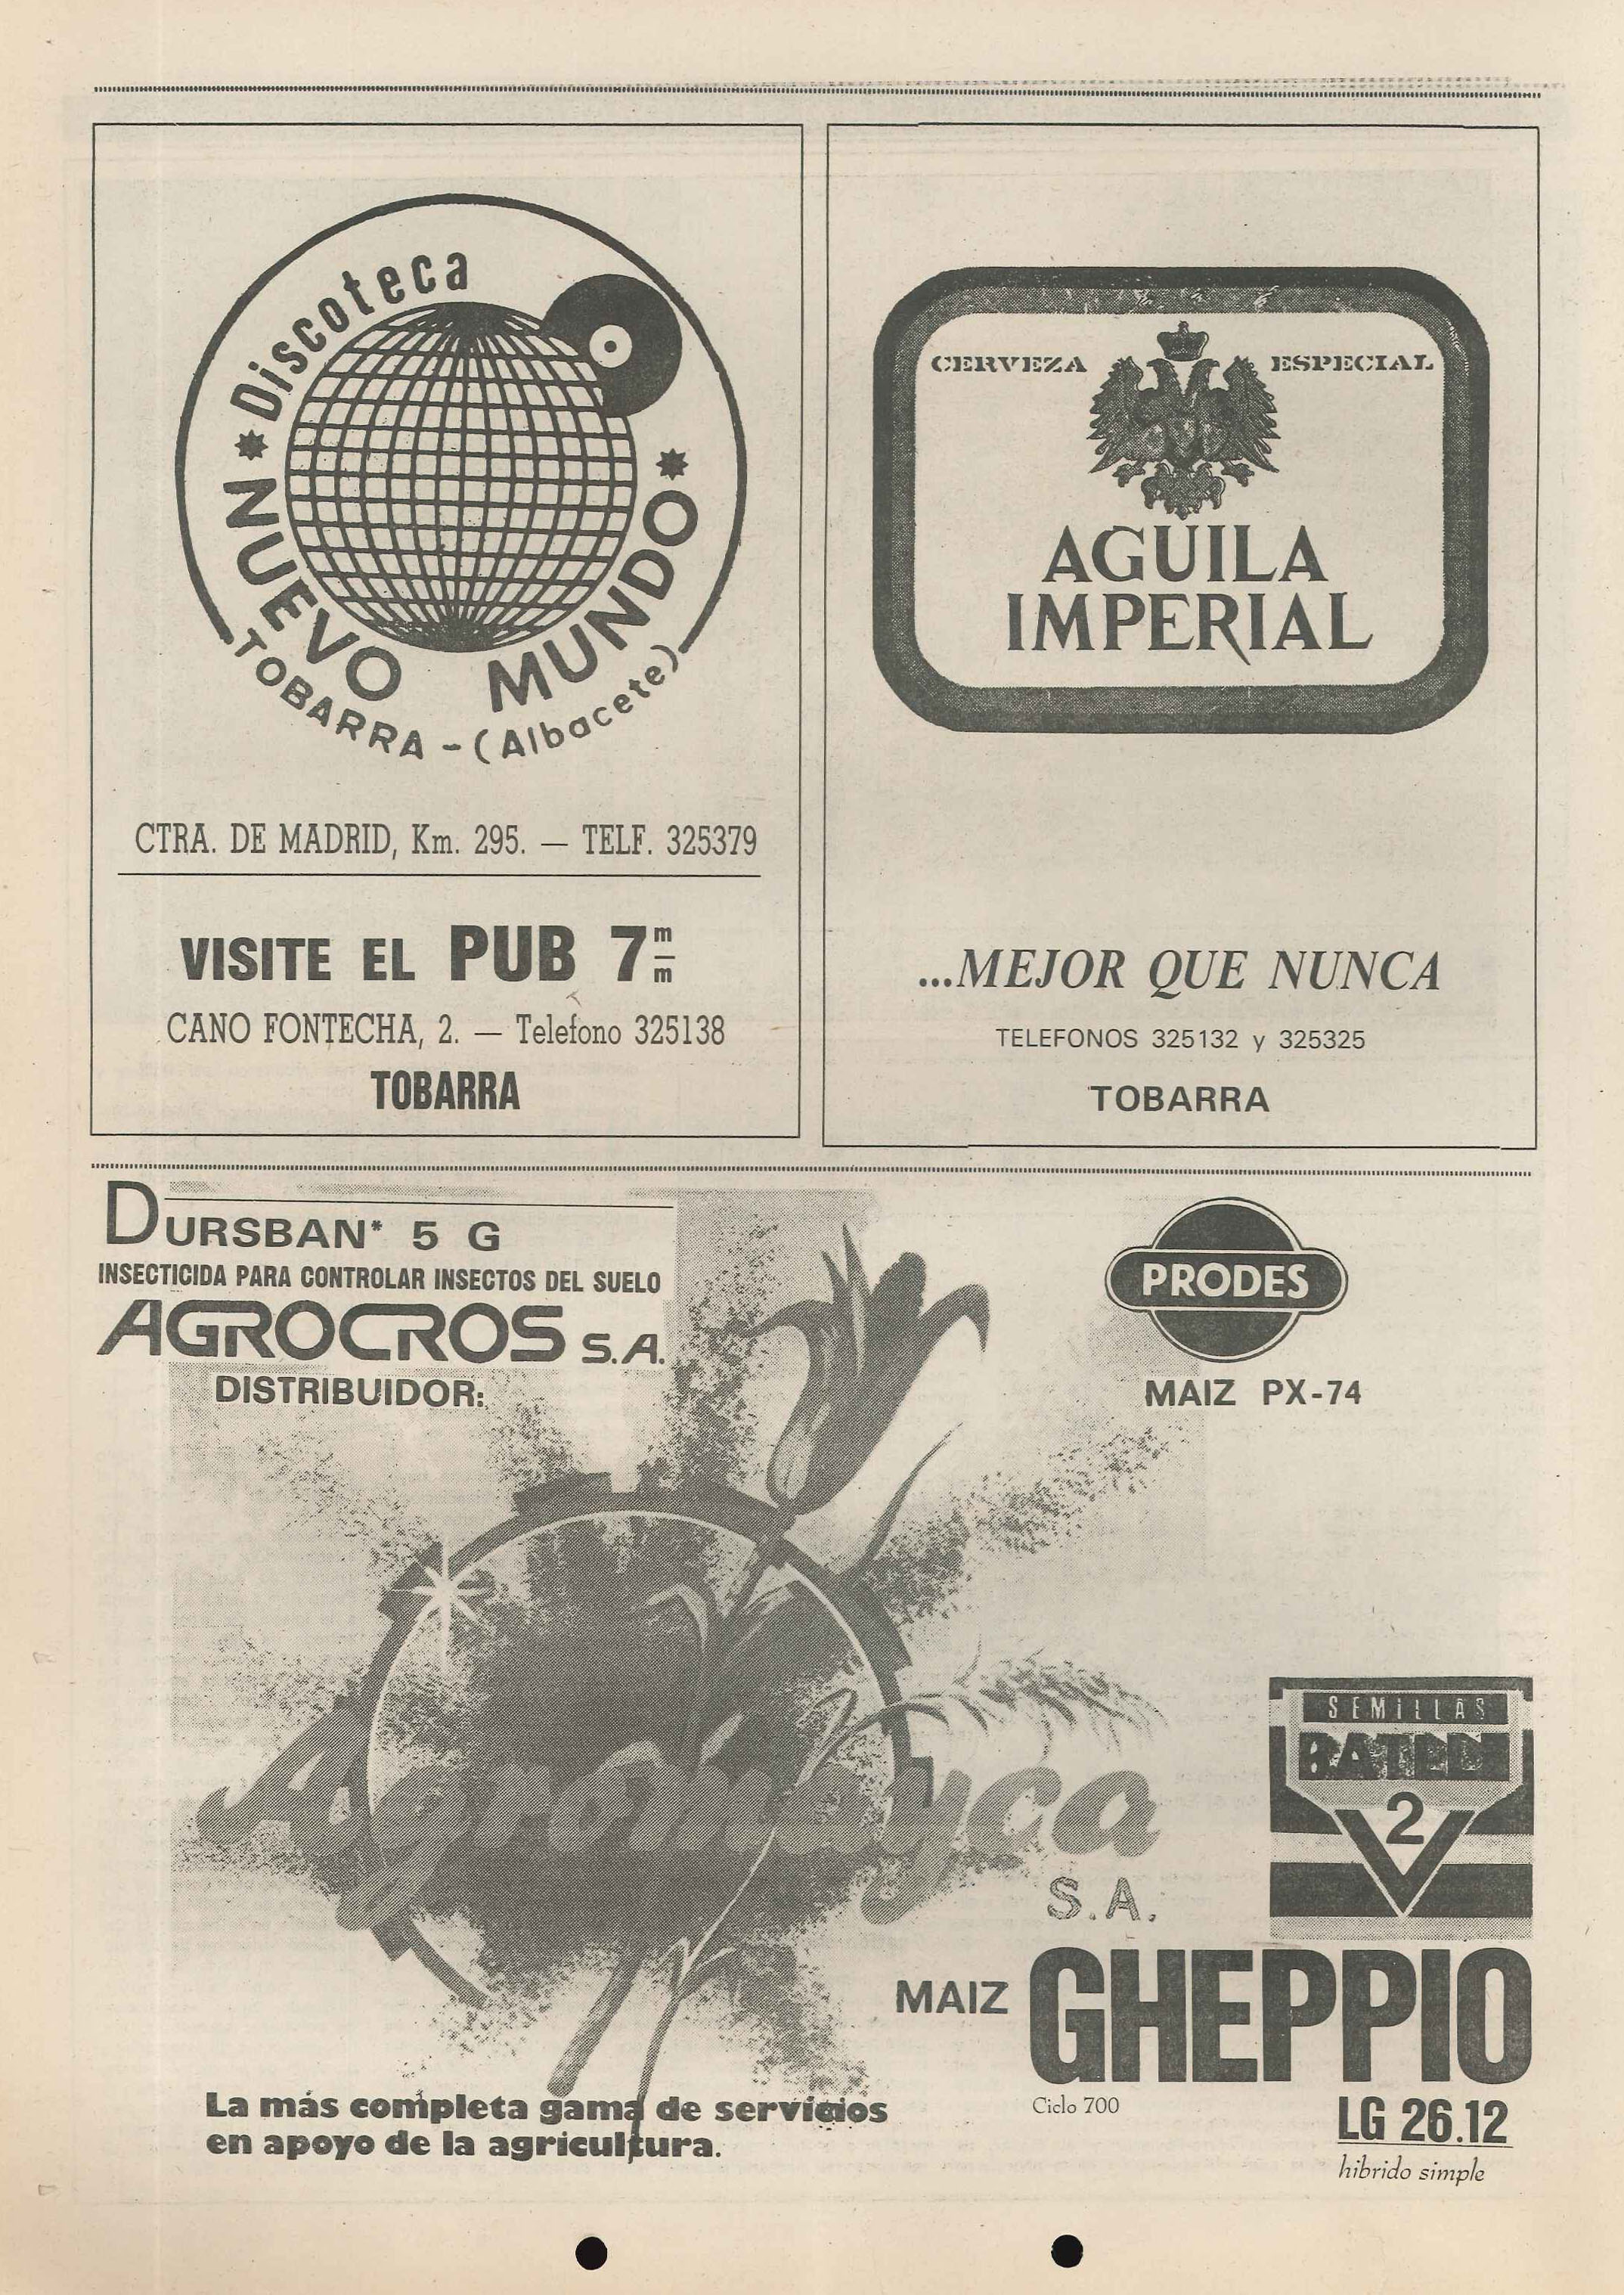 Discoteca
NUEVO MUNDO
TOBARRA - (Albacete)
CTRA. DE MADRID, Km. 295. — TELF. 325379
VISITE EL PUB 7 m/m
CANO FONTECHA, 2. — Telefono 325138
TOBARRA
CERVEZA ESPECIAL
AGUILA
IMPERIAL
...MEJOR QUE NUNCA
TELEFONOS 325132 y 325325
TOBARRA
DURSBAN* 5 G
INSECTICIDA PARA CONTROLAR INSECTOS DEL SUELO
AGROCROS S.A.
DISTRIBUIDOR:
PRODES
MAIZ PX-74
Agromayca
S.A.
SEMILLAS
BATLLE
2
MAIZ GHEPPIO
Ciclo 700
LG 26.12
hibrido simple
La más completa gama de servicios
en apoyo de la agricultura.